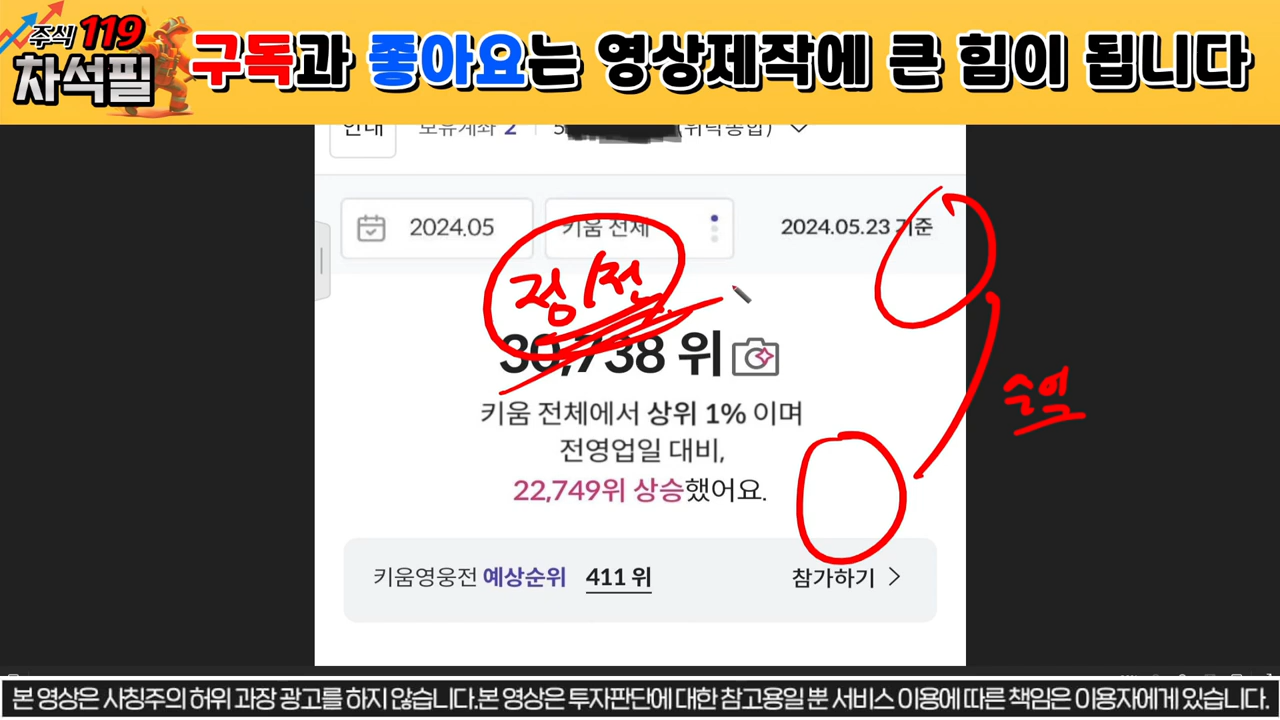 주식 119
차석필
구독과 좋아요는 영상제작에 큰 힘이 됩니다
안내 보유계좌 2 5 (위탁종합)
2024.05 키움 전체 2024.05.23 기준
30,738 위
키움 전체에서 상위 1% 이며
전영업일 대비,
22,749위 상승했어요.
키움영웅전 예상순위 411 위 참가하기
본 영상은 사칭주의 허위 과장 광고를 하지 않습니다.본 영상은 투자판단에 대한 참고용일 뿐 서비스 이용에 따른 책임은 이용자에게 있습니다.